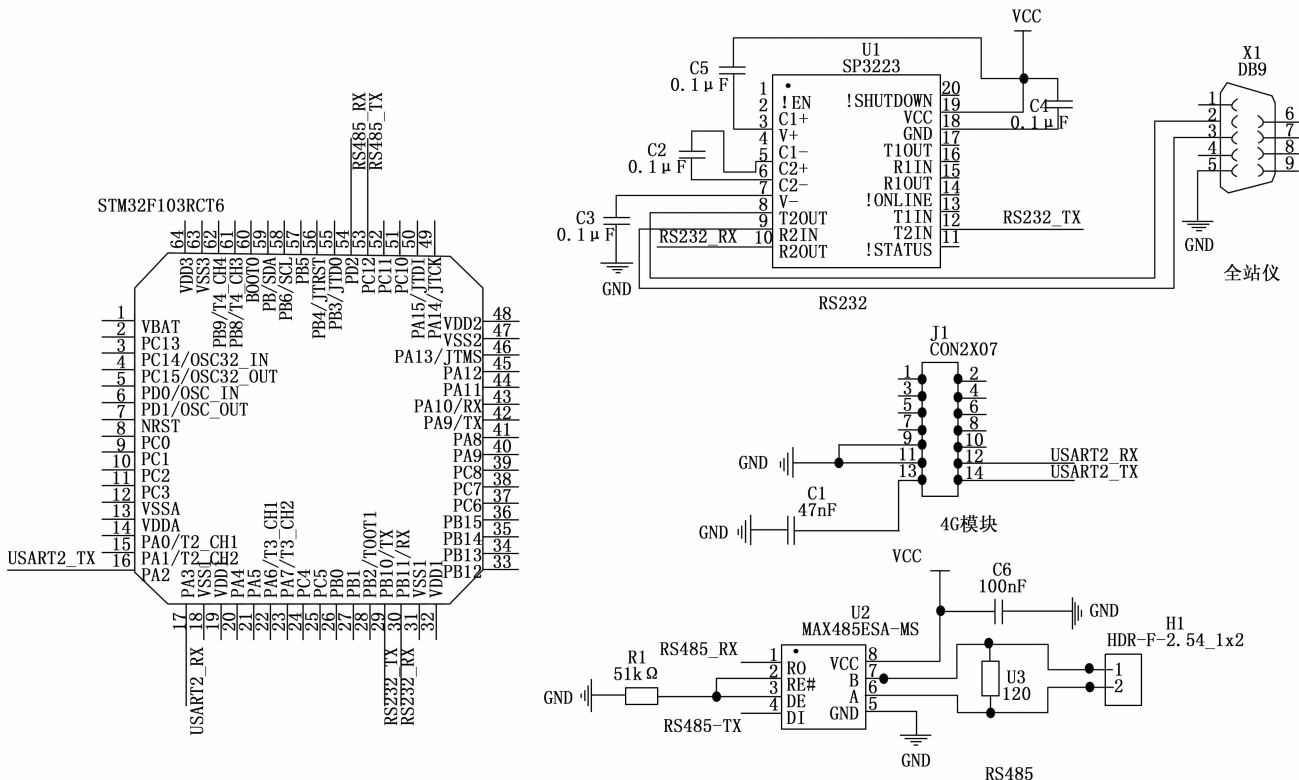 STM32F103RCT6
RS485_RX
RS485_TX
64
63
62
61
60
59
58
57
56
55
54
53
52
51
50
49
VDD3
VSS3
PB9/T4_CH4
PB8/T4_CH3
BOOT0
PB/SDA
PB6/SCL
PB5
PB4/JTRST
PB3/JTD0
PD2
PC12
PC11
PC10
PA15/JTDI
PA14/JTCK
1
2
3
4
5
6
7
8
9
10
11
12
13
14
15
16
VBAT
PC13
PC14/OSC32_IN
PC15/OSC32_OUT
PD0/OSC_IN
PD1/OSC_OUT
NRST
PC0
PC1
PC2
PC3
VSSA
VDDA
PA0/T2_CH1
PA1/T2_CH2
PA2
USART2_TX
48
47
46
45
44
43
42
41
40
39
38
37
36
35
34
33
VDD2
VSS2
PA13/JTMS
PA12
PA11
PA10/RX
PA9/TX
PA8
PA9
PC8
PC7
PC6
PB15
PB14
PB13
PB12
PA3
VSS1
VDD1
PA4
PA5
PA6/T3_CH1
PA7/T3_CH2
PC4
PC5
PB0
PB1
PB2/TOOT1
PB10/TX
PB11/RX
VSS1
VDD1
17
18
19
20
21
22
23
24
25
26
27
28
29
30
31
32
USART2_RX
RS232_TX
RS232_RX
VCC
U1
SP3223
C5
0.1μF
C2
0.1μF
C3
0.1μF
GND
C4
0.1μF
1
2
3
4
5
6
7
8
9
10
!EN
C1+
V+
C1-
C2+
C2-
V-
T2OUT
R2IN
R2OUT
20
19
18
17
16
15
14
13
12
11
!SHUTDOWN
VCC
GND
T1OUT
R1IN
R1OUT
!ONLINE
T1IN
T2IN
!STATUS
RS232_RX
RS232_TX
RS232
X1
DB9
1
2
3
4
5
6
7
8
9
GND
全站仪
J1
CON2X07
1
3
5
7
9
11
13
2
4
6
8
10
12
14
GND
USART2_RX
USART2_TX
C1
47nF
GND
4G模块
VCC
C6
100nF
GND
U2
MAX485ESA-MS
RS485_RX
R1
51kΩ
GND
RS485-TX
1
2
3
4
RO
RE#
DE
DI
VCC
B
A
GND
8
7
6
5
GND
U3
120
H1
HDR-F-2.54_1x2
1
2
RS485